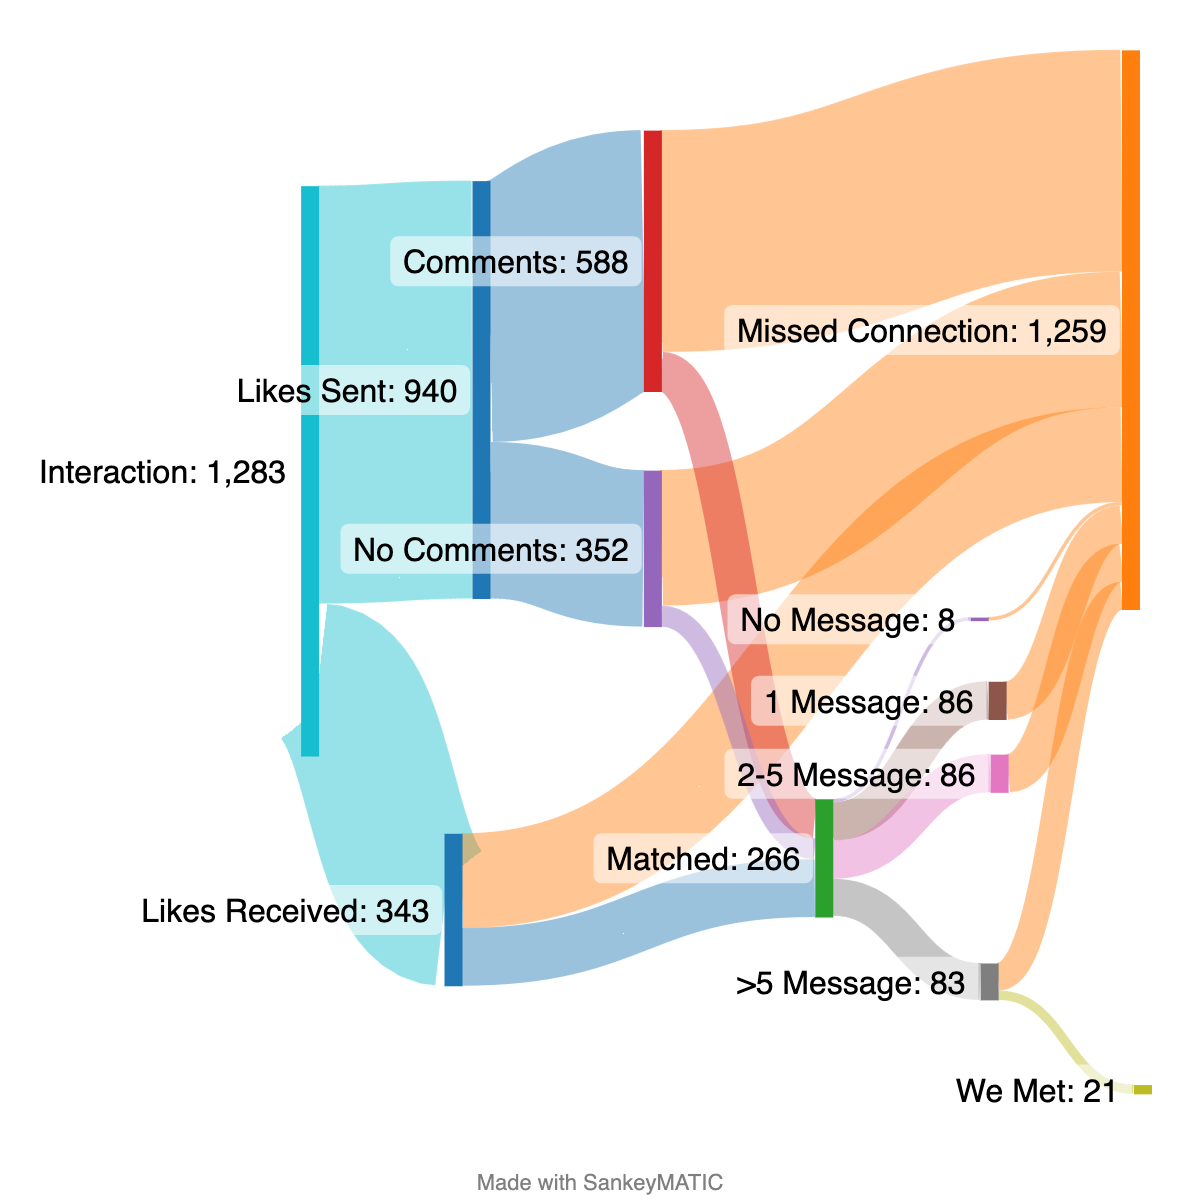 Comments: 588
Missed Connection: 1,259
Likes Sent: 940
Interaction: 1,283
No Comments: 352
No Message: 8
1 Message: 86
2-5 Message: 86
Matched: 266
Likes Received: 343
>5 Message: 83
We Met: 21
Made with SankeyMATIC